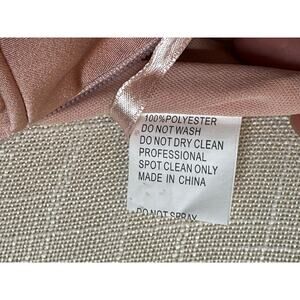 100%POLYESTER
DO NOT WASH
DO NOT DRY CLEAN
PROFESSIONAL
SPOT CLEAN ONLY
MADE IN CHINA
DO NOT SPRAY